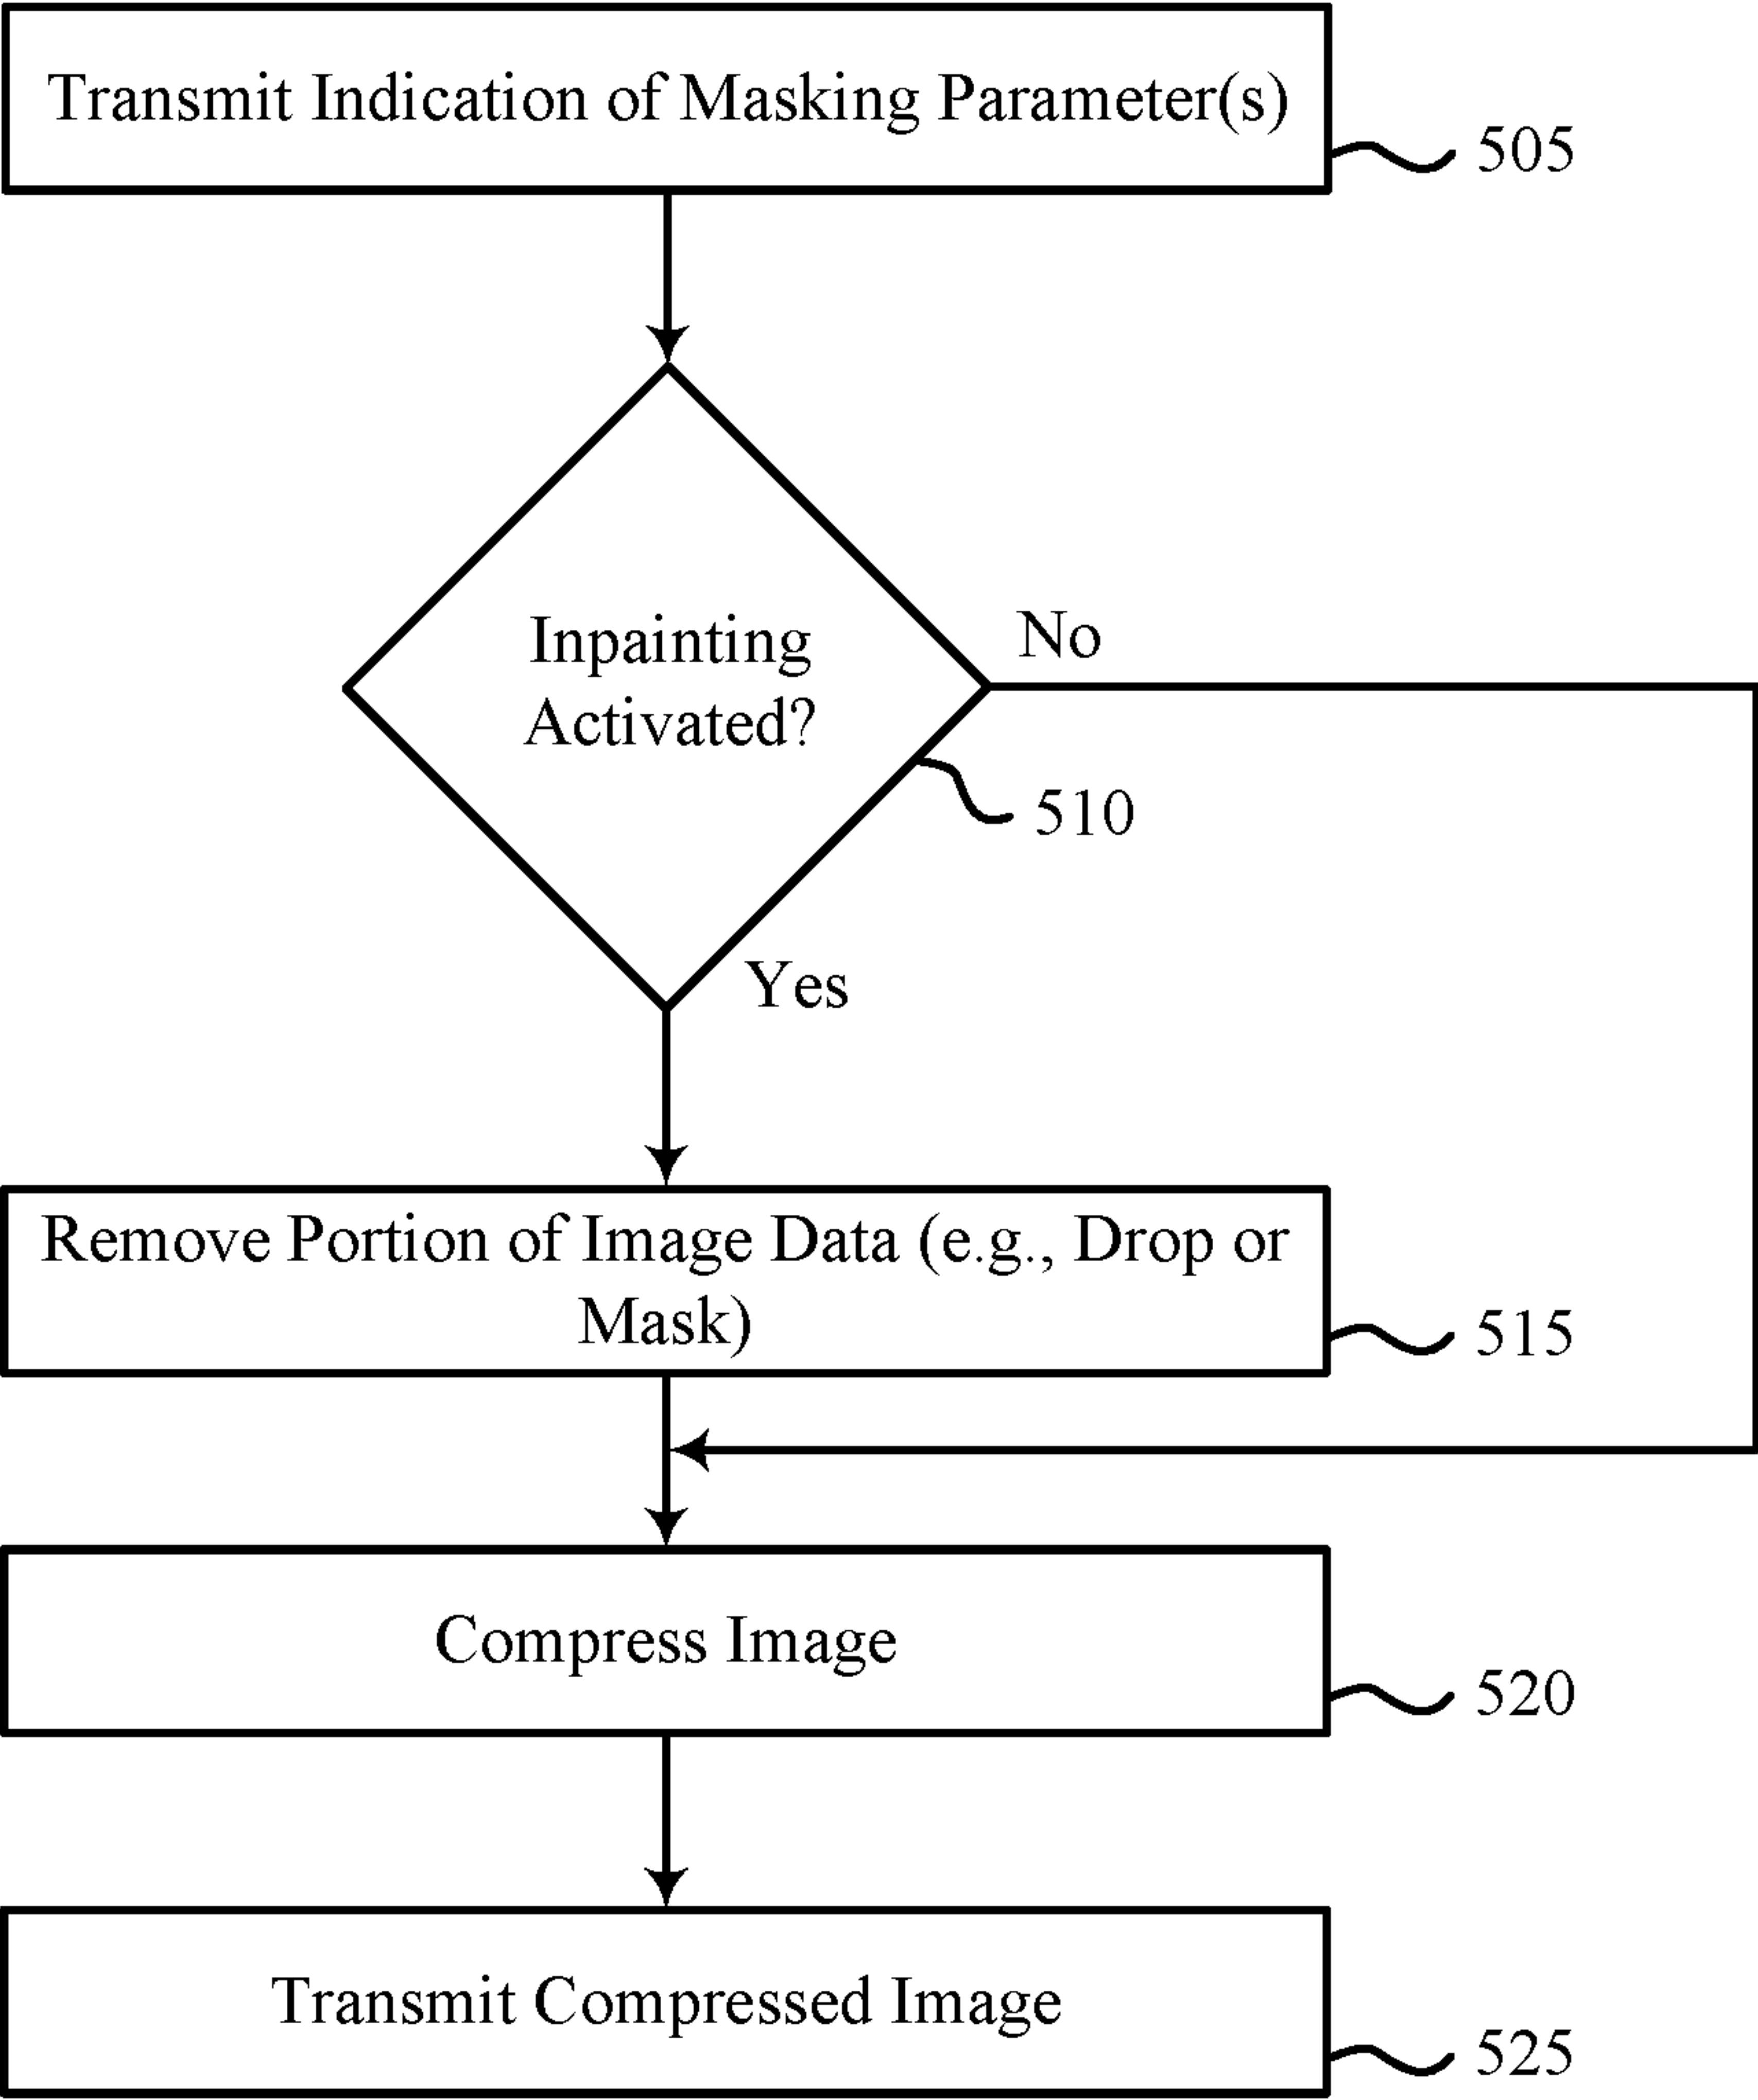 Transmit Indication of Masking Parameter(s)
505
Inpainting
Activated?
No
510
Yes
Remove Portion of Image Data (e.g., Drop or
Mask)
515
Compress Image
520
Transmit Compressed Image
525